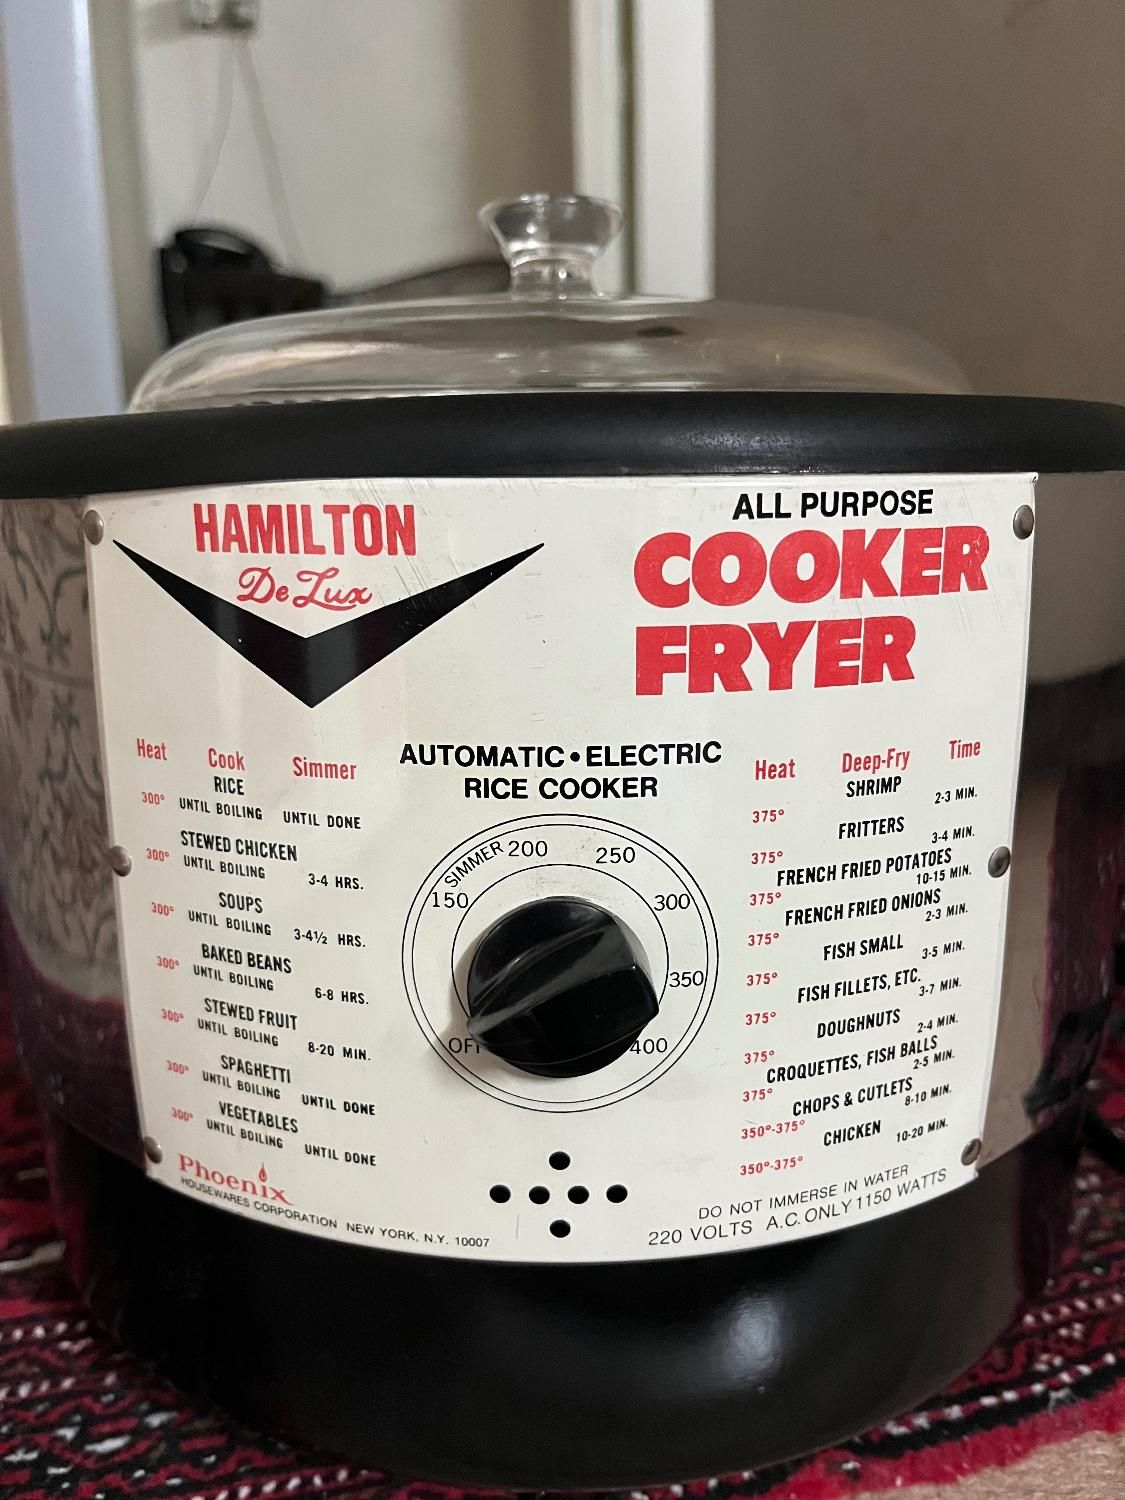 HAMILTON
De Lux
ALL PURPOSE
COOKER
FRYER
AUTOMATIC • ELECTRIC
RICE COOKER
Heat Cook Simmer
RICE
300° UNTIL BOILING UNTIL DONE
STEWED CHICKEN
300° UNTIL BOILING 3-4 HRS.
SOUPS
300° UNTIL BOILING 3-4½ HRS.
BAKED BEANS
300° UNTIL BOILING 6-8 HRS.
STEWED FRUIT
300° UNTIL BOILING 8-20 MIN.
SPAGHETTI
300° UNTIL BOILING UNTIL DONE
VEGETABLES
300° UNTIL BOILING UNTIL DONE
OFF
150
SIMMER
200
250
300
350
400
Heat Deep-Fry Time
SHRIMP
375° 2-3 MIN.
FRITTERS
375° 3-4 MIN.
FRENCH FRIED POTATOES
375° 10-15 MIN.
FRENCH FRIED ONIONS
375° 2-3 MIN.
FISH SMALL
375° 3-5 MIN.
FISH FILLETS, ETC.
375° 3-7 MIN.
DOUGHNUTS
375° 2-4 MIN.
CROQUETTES, FISH BALLS
375° 2-5 MIN.
CHOPS & CUTLETS
350°-375° 8-10 MIN.
CHICKEN
350°-375° 10-20 MIN.
Phoenix
HOUSEWARES CORPORATION NEW YORK, N.Y. 10007
DO NOT IMMERSE IN WATER
220 VOLTS A.C. ONLY 1150 WATTS